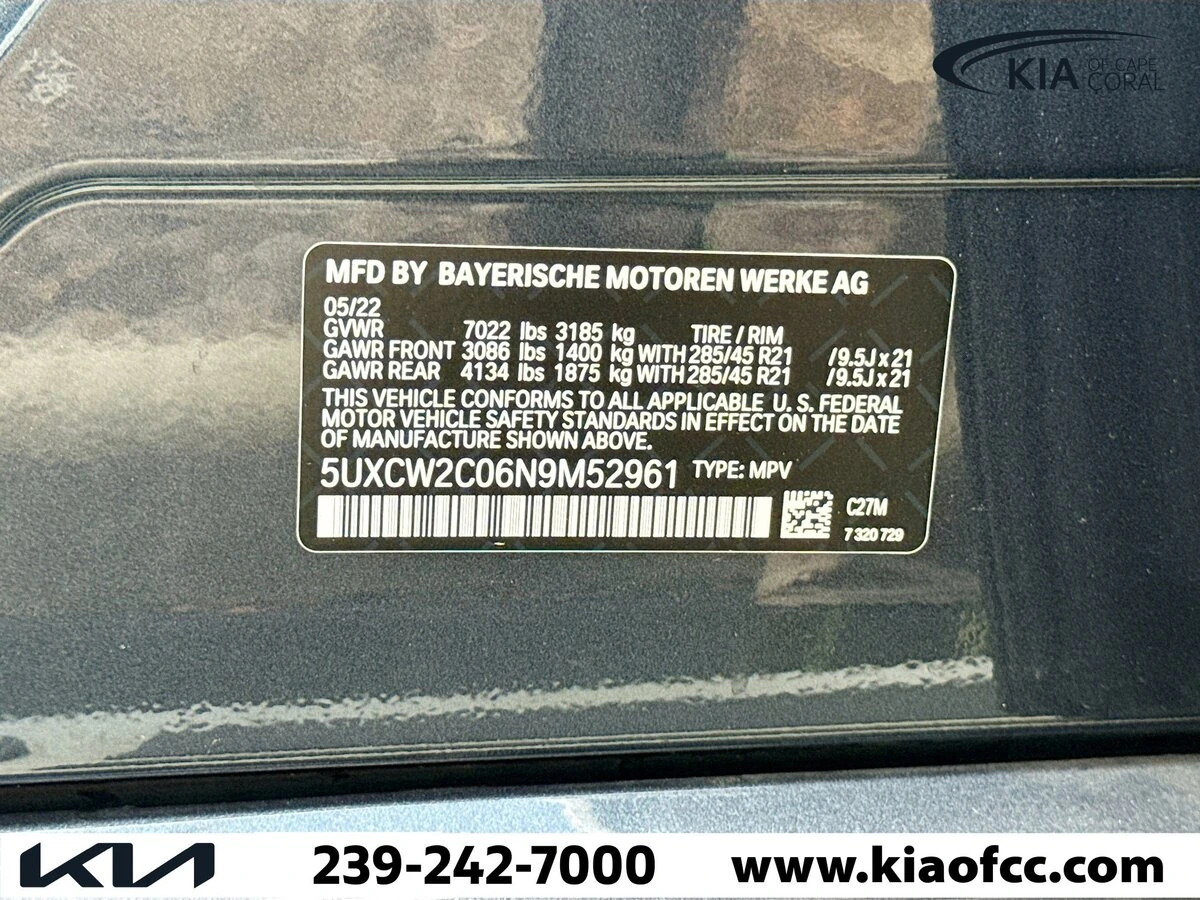 KIA OF CAPE CORAL
MFD BY BAYERISCHE MOTOREN WERKE AG
05/22
GVWR 7022 lbs 3185 kg TIRE / RIM
GAWR FRONT 3086 lbs 1400 kg WITH 285/45 R21 /9.5J x 21
GAWR REAR 4134 lbs 1875 kg WITH 285/45 R21 /9.5J x 21
THIS VEHICLE CONFORMS TO ALL APPLICABLE U. S. FEDERAL
MOTOR VEHICLE SAFETY STANDARDS IN EFFECT ON THE DATE
OF MANUFACTURE SHOWN ABOVE.
5UXCW2C06N9M52961 TYPE: MPV
C27M
7 320 729
KIA 239-242-7000 www.kiaofcc.com